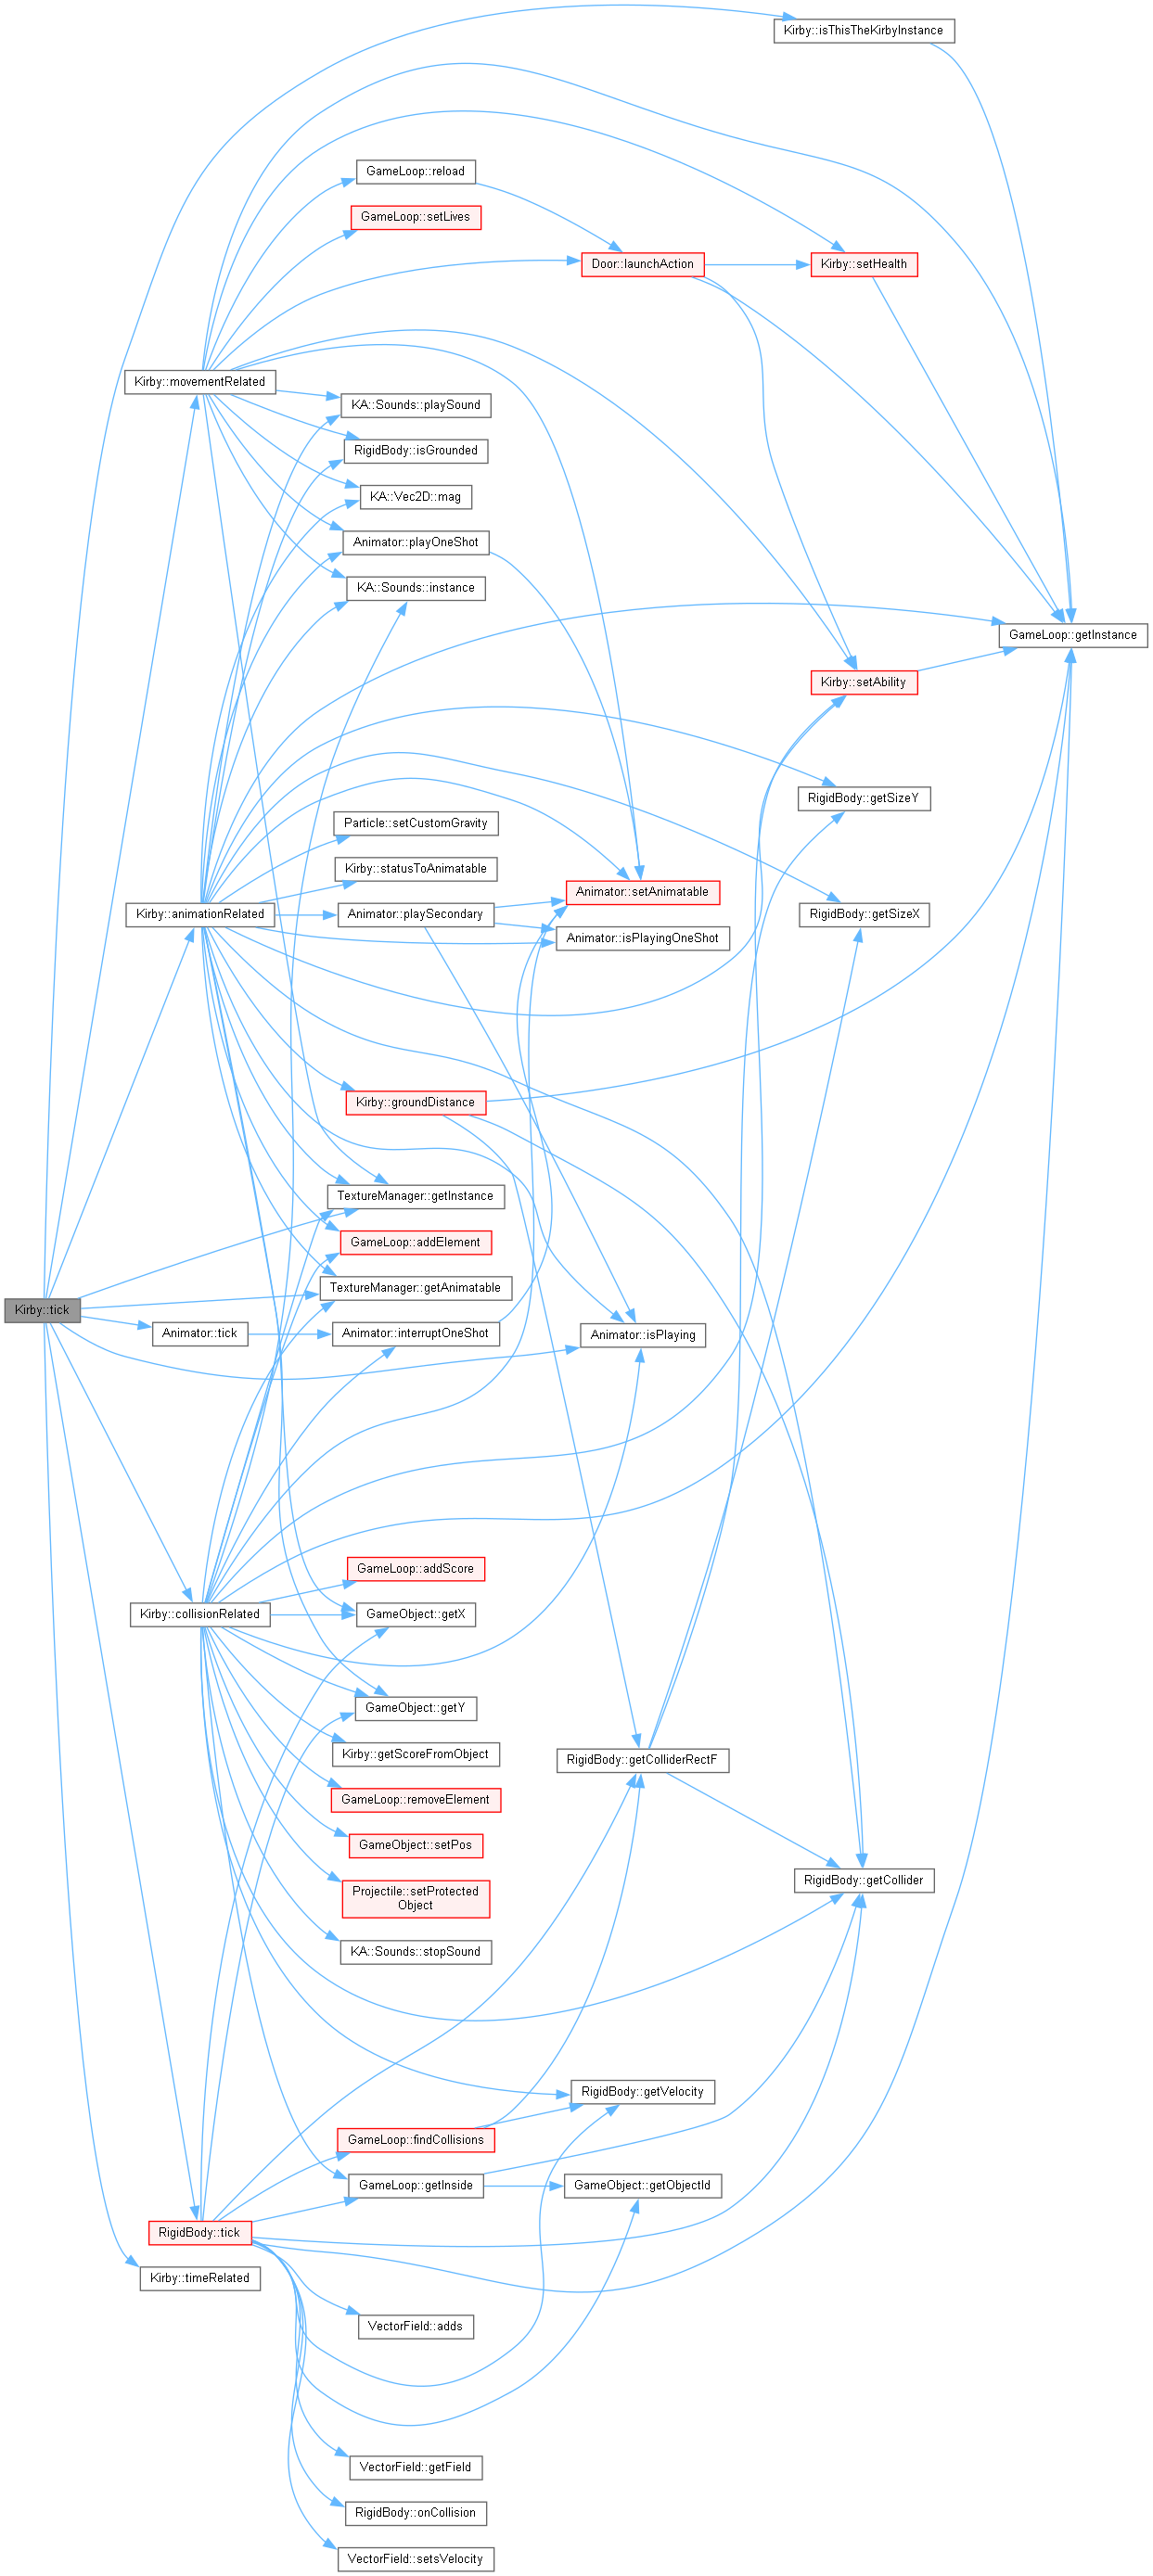 Kirby::isThisTheKirbyInstance
GameLoop::reload
GameLoop::setLives
Door::launchAction
Kirby::setHealth
Kirby::movementRelated
KA::Sounds::playSound
RigidBody::isGrounded
KA::Vec2D::mag
Animator::playOneShot
KA::Sounds::instance
GameLoop::getInstance
Kirby::setAbility
RigidBody::getSizeY
Particle::setCustomGravity
Kirby::statusToAnimatable
Animator::setAnimatable
Kirby::animationRelated
Animator::playSecondary
RigidBody::getSizeX
Animator::isPlayingOneShot
Kirby::groundDistance
TextureManager::getInstance
GameLoop::addElement
TextureManager::getAnimatable
Kirby::tick
Animator::tick
Animator::interruptOneShot
Animator::isPlaying
GameLoop::addScore
Kirby::collisionRelated
GameObject::getX
GameObject::getY
Kirby::getScoreFromObject
RigidBody::getColliderRectF
GameLoop::removeElement
GameObject::setPos
RigidBody::getCollider
Projectile::setProtected
Object
KA::Sounds::stopSound
RigidBody::getVelocity
GameLoop::findCollisions
GameLoop::getInside
GameObject::getObjectId
RigidBody::tick
Kirby::timeRelated
VectorField::adds
VectorField::getField
RigidBody::onCollision
VectorField::setsVelocity